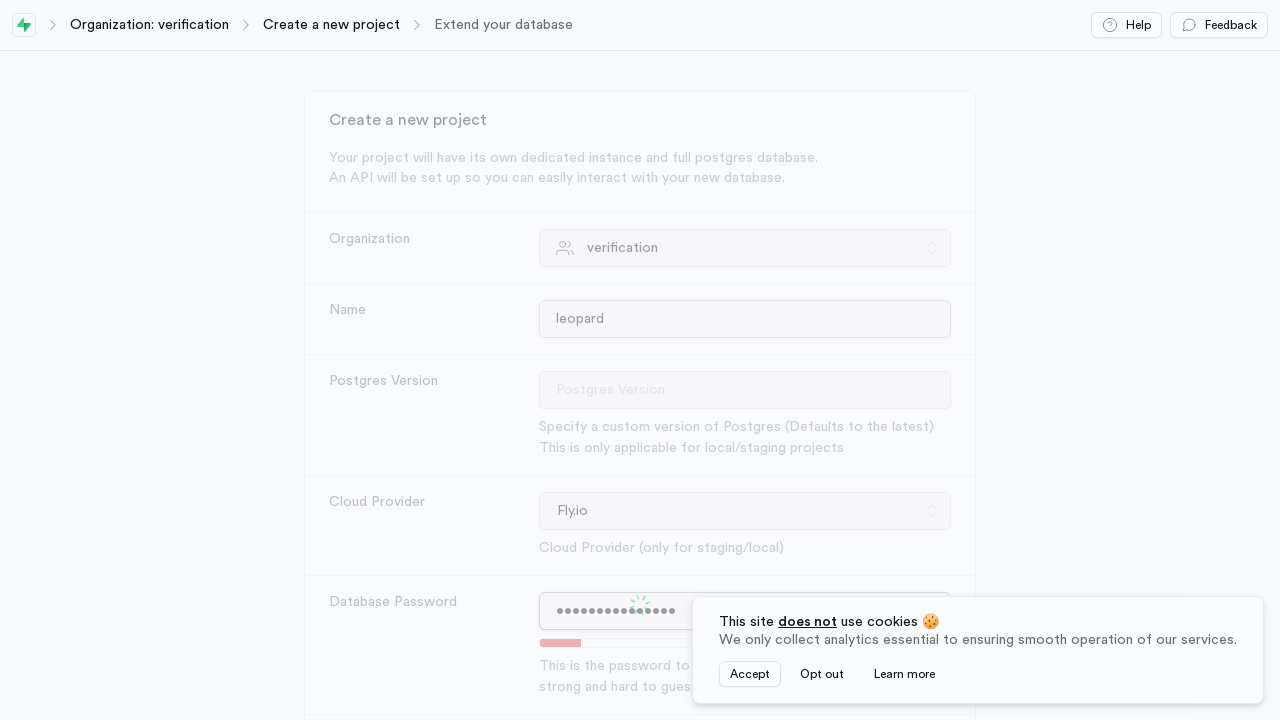 Organization: verification
Create a new project
Extend your database
Help
Feedback
Create a new project
Your project will have its own dedicated instance and full postgres database.
An API will be set up so you can easily interact with your new database.
Organization
verification
Name
leopard
Postgres Version
Postgres Version
Specify a custom version of Postgres (Defaults to the latest)
This is only applicable for local/staging projects
Cloud Provider
Fly.io
Cloud Provider (only for staging/local)
Database Password
•••••••••••••••
This is the password to
strong and hard to gues
This site does not use cookies 🍪
We only collect analytics essential to ensuring smooth operation of our services.
Accept
Opt out
Learn more